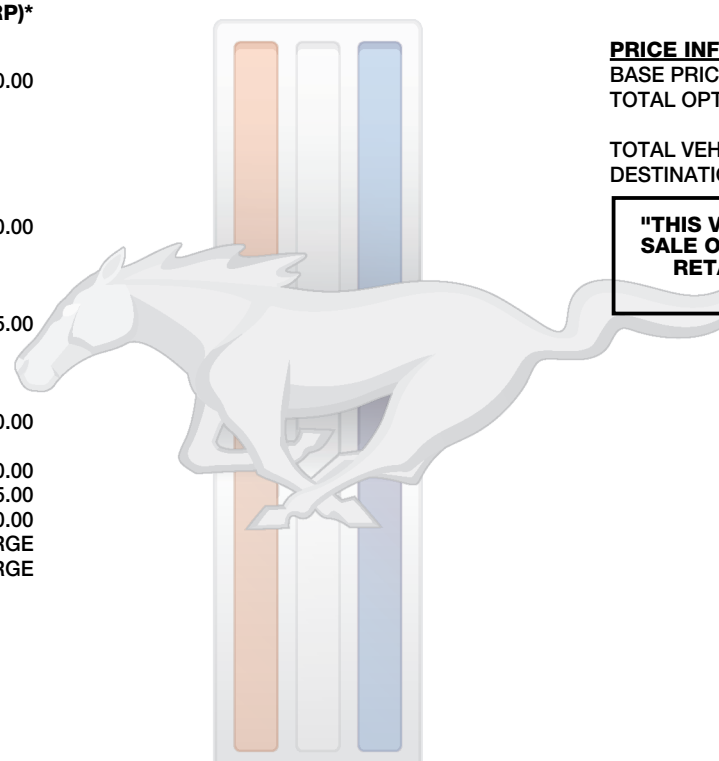 RP)*
0.00
0.00
5.00
0.00
0.00
5.00
0.00
RGE
RGE
PRICE INF
BASE PRIC
TOTAL OPT
TOTAL VEH
DESTINATIO
"THIS V
SALE O
RETA